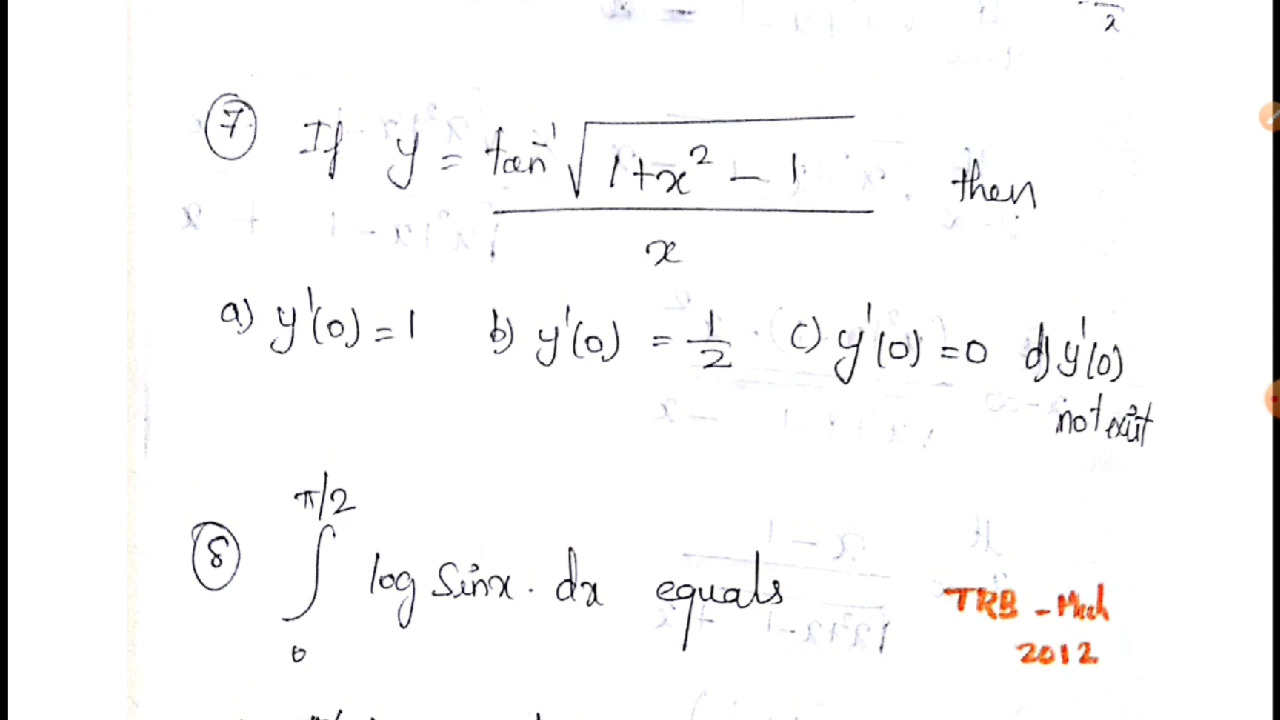 x
7 If y = tan⁻¹ √1+x² − 1 then
x
a) y'(0) = 1 b) y'(0) = 1/2 c) y'(0) = 0 d) y'(0)
not exist
π/2
8 ∫ log Sinx . dx equals
0
TRB - Mech
2012